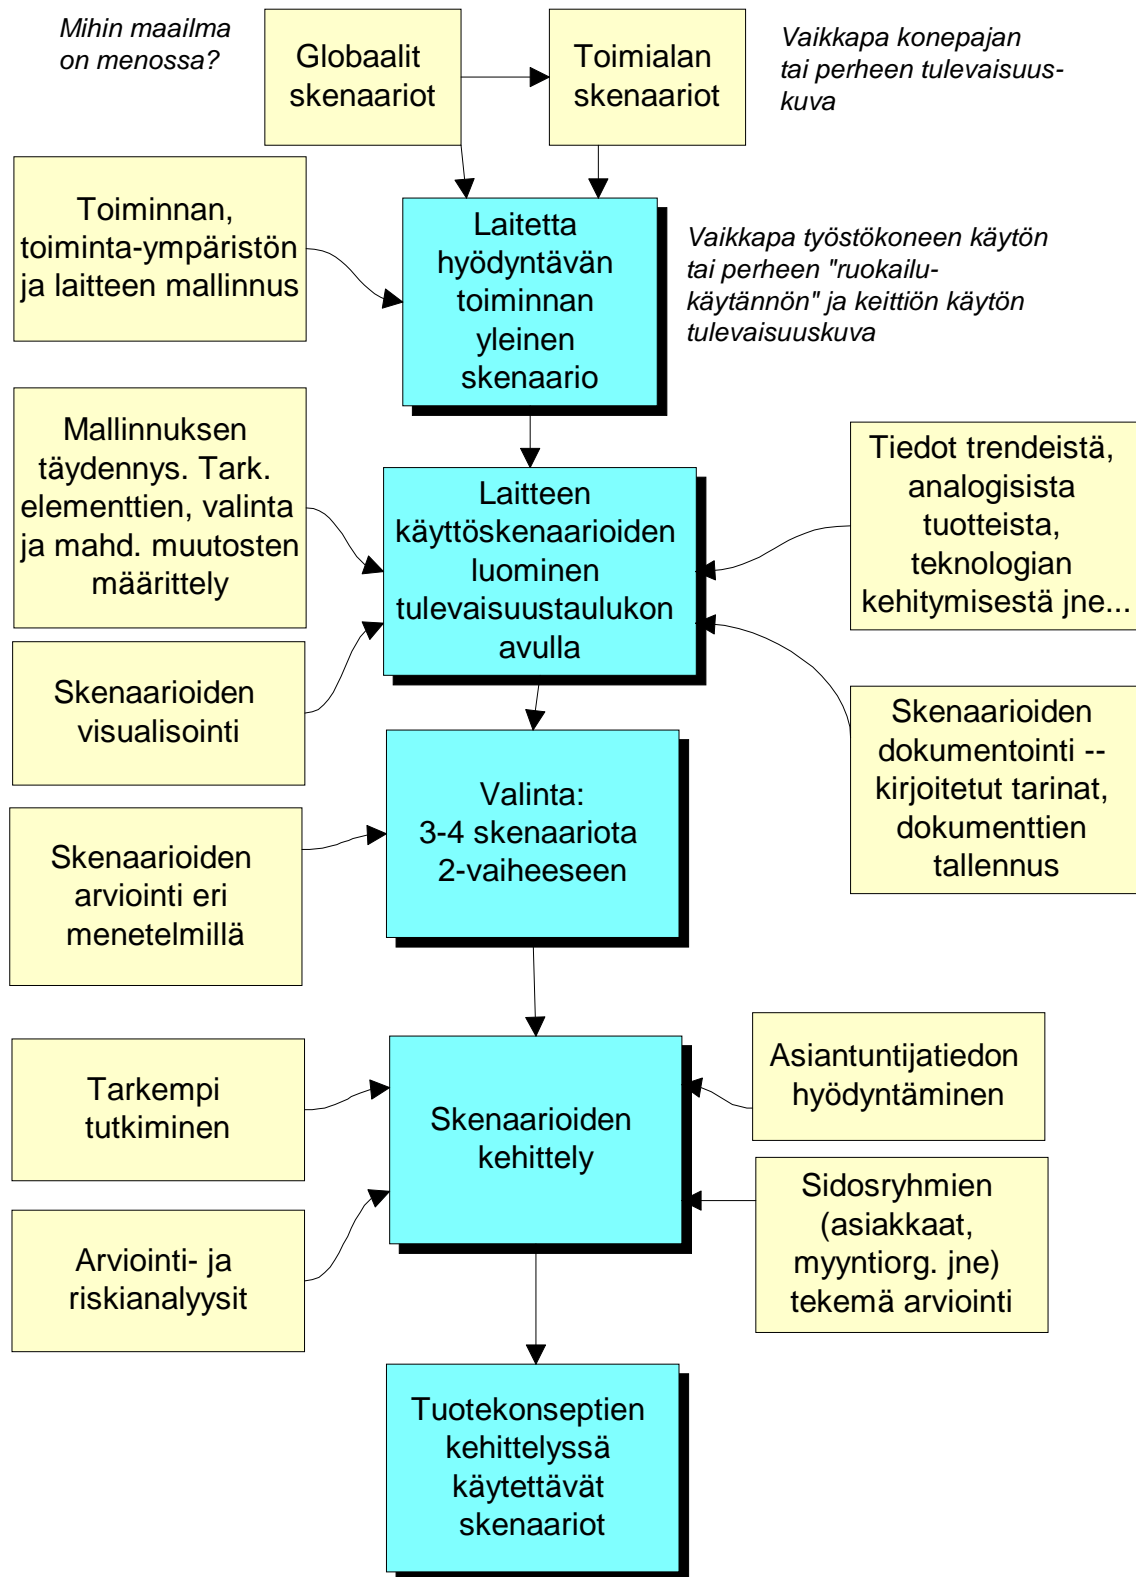 Mihin maailma
on menossa?
Globaalit
skenaariot
Toimialan
skenaariot
Vaikkapa konepajan
tai perheen tulevaisuus-
kuva
Toiminnan,
toiminta-ympäristön
ja laitteen mallinnus
Laitetta
hyödyntävän
toiminnan
yleinen
skenaario
Vaikkapa työstökoneen käytön
tai perheen "ruokailu-
käytännön" ja keittiön käytön
tulevaisuuskuva
Mallinnuksen
täydennys. Tark.
elementtien, valinta
ja mahd. muutosten
määrittely
Laitteen
käyttöskenaarioiden
luominen
tulevaisuustaulukon
avulla
Tiedot trendeistä,
analogisista
tuotteista,
teknologian
kehitymisestä jne...
Skenaarioiden
visualisointi
Skenaarioiden
dokumentointi --
kirjoitetut tarinat,
dokumenttien
tallennus
Valinta:
3-4 skenaariota
2-vaiheeseen
Skenaarioiden
arviointi eri
menetelmillä
Tarkempi
tutkiminen
Skenaarioiden
kehittely
Asiantuntijatiedon
hyödyntäminen
Arviointi- ja
riskianalyysit
Sidosryhmien
(asiakkaat,
myyntiorg. jne)
tekemä arviointi
Tuotekonseptien
kehittelyssä
käytettävät
skenaariot